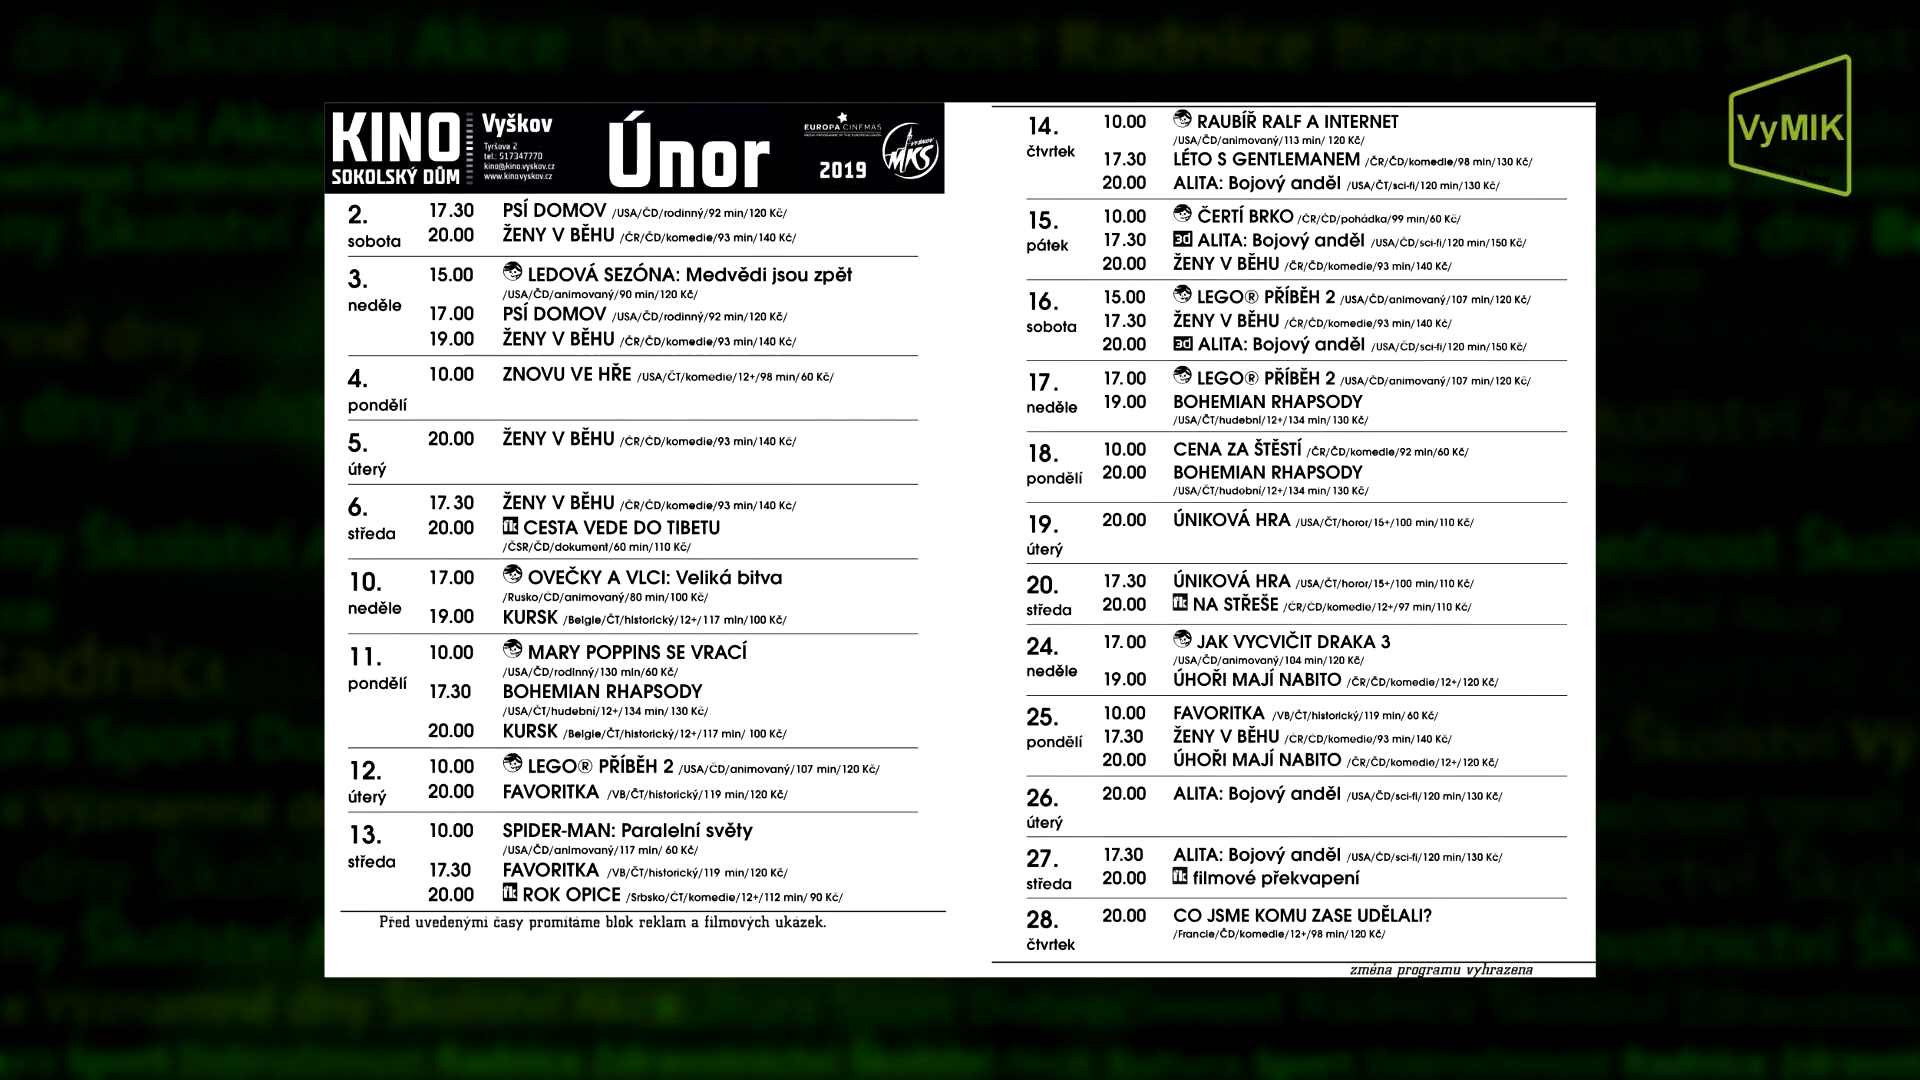 KINO
SOKOLSKÝ DŮM
Vyškov
Tyršova 2
tel.: 517347770
kino@kino.vyskov.cz
www.kinovyskov.cz
Únor
EUROPA CINEMAS
2019
VYŠKOV
MKS
2.
sobota
17.30 PSÍ DOMOV /USA/ČD/rodinný/92 min/120 Kč/
20.00 ŽENY V BĚHU /ČR/ČD/komedie/93 min/140 Kč/
3.
neděle
15.00 LEDOVÁ SEZÓNA: Medvědi jsou zpět
/USA/ČD/animovaný/90 min/120 Kč/
17.00 PSÍ DOMOV /USA/ČD/rodinný/92 min/120 Kč/
19.00 ŽENY V BĚHU /ČR/ČD/komedie/93 min/140 Kč/
4.
pondělí
10.00 ZNOVU VE HŘE /USA/ČT/komedie/12+/98 min/60 Kč/
5.
úterý
20.00 ŽENY V BĚHU /ČR/ČD/komedie/93 min/140 Kč/
6.
středa
17.30 ŽENY V BĚHU /ČR/ČD/komedie/93 min/140 Kč/
20.00 fk CESTA VEDE DO TIBETU
/ČSR/ČD/dokument/60 min/110 Kč/
10.
neděle
17.00 OVEČKY A VLCI: Veliká bitva
/Rusko/ČD/animovaný/80 min/100 Kč/
19.00 KURSK /Belgie/ČT/historický/12+/117 min/100 Kč/
11.
pondělí
10.00 MARY POPPINS SE VRACÍ
/USA/ČD/rodinný/130 min/60 Kč/
17.30 BOHEMIAN RHAPSODY
/USA/ČT/hudební/12+/134 min/130 Kč/
20.00 KURSK /Belgie/ČT/historický/12+/117 min/ 100 Kč/
12.
úterý
10.00 LEGO® PŘÍBĚH 2 /USA/ČD/animovaný/107 min/120 Kč/
20.00 FAVORITKA /VB/ČT/historický/119 min/120 Kč/
13.
středa
10.00 SPIDER-MAN: Paralelní světy
/USA/ČD/animovaný/117 min/ 60 Kč/
17.30 FAVORITKA /VB/ČT/historický/119 min/120 Kč/
20.00 fk ROK OPICE /Srbsko/ČT/komedie/12+/112 min/ 90 Kč/
Před uvedenými časy promítáme blok reklam a filmových ukázek.
14.
čtvrtek
10.00 RAUBÍŘ RALF A INTERNET
/USA/ČD/animovaný/113 min/ 120 Kč/
17.30 LÉTO S GENTLEMANEM /ČR/ČD/komedie/98 min/130 Kč/
20.00 ALITA: Bojový anděl /USA/ČT/sci-fi/120 min/130 Kč/
15.
pátek
10.00 ČERTÍ BRKO /ČR/ČD/pohádka/99 min/60 Kč/
17.30 3d ALITA: Bojový anděl /USA/ČD/sci-fi/120 min/150 Kč/
20.00 ŽENY V BĚHU /ČR/ČD/komedie/93 min/140 Kč/
16.
sobota
15.00 LEGO® PŘÍBĚH 2 /USA/ČD/animovaný/107 min/120 Kč/
17.30 ŽENY V BĚHU /ČR/ČD/komedie/93 min/140 Kč/
20.00 3d ALITA: Bojový anděl /USA/ČD/sci-fi/120 min/150 Kč/
17.
neděle
17.00 LEGO® PŘÍBĚH 2 /USA/ČD/animovaný/107 min/120 Kč/
19.00 BOHEMIAN RHAPSODY
/USA/ČT/hudební/12+/134 min/130 Kč/
18.
pondělí
10.00 CENA ZA ŠTĚSTÍ /ČR/ČD/komedie/92 min/60 Kč/
20.00 BOHEMIAN RHAPSODY
/USA/ČT/hudební/12+/134 min/130 Kč/
19.
úterý
20.00 ÚNIKOVÁ HRA /USA/ČT/horor/15+/100 min/110 Kč/
20.
středa
17.30 ÚNIKOVÁ HRA /USA/ČT/horor/15+/100 min/110 Kč/
20.00 fk NA STŘEŠE /ČR/ČD/komedie/12+/97 min/110 Kč/
24.
neděle
17.00 JAK VYCVIČIT DRAKA 3
/USA/ČD/animovaný/104 min/120 Kč/
19.00 ÚHOŘI MAJÍ NABITO /ČR/ČD/komedie/12+/120 Kč/
25.
pondělí
10.00 FAVORITKA /VB/ČT/historický/119 min/ 60 Kč/
17.30 ŽENY V BĚHU /ČR/ČD/komedie/93 min/140 Kč/
20.00 ÚHOŘI MAJÍ NABITO /ČR/ČD/komedie/12+/120 Kč/
26.
úterý
20.00 ALITA: Bojový anděl /USA/ČD/sci-fi/120 min/130 Kč/
27.
středa
17.30 ALITA: Bojový anděl /USA/ČD/sci-fi/120 min/130 Kč/
20.00 fk filmové překvapení
28.
čtvrtek
20.00 CO JSME KOMU ZASE UDĚLALI?
/Francie/ČD/komedie/12+/98 min/120 Kč/
změna programu vyhrazena
VyMIK